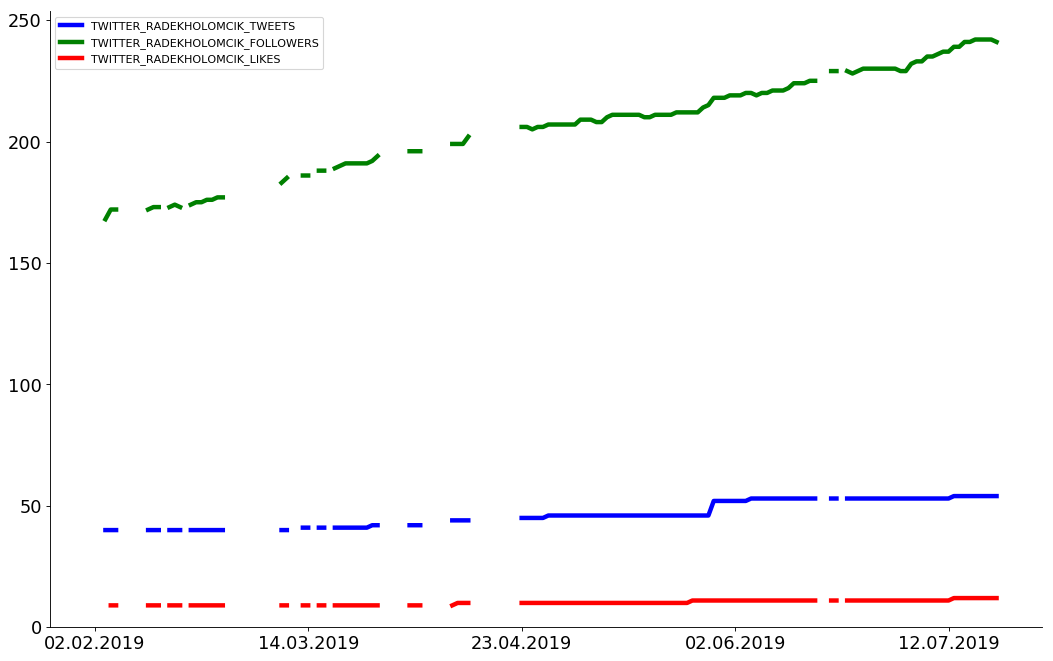 TWITTER_RADEKHOLOMCIK_TWEETS
TWITTER_RADEKHOLOMCIK_FOLLOWERS
TWITTER_RADEKHOLOMCIK_LIKES
250
200
150
100
50
0
02.02.2019 14.03.2019 23.04.2019 02.06.2019 12.07.2019